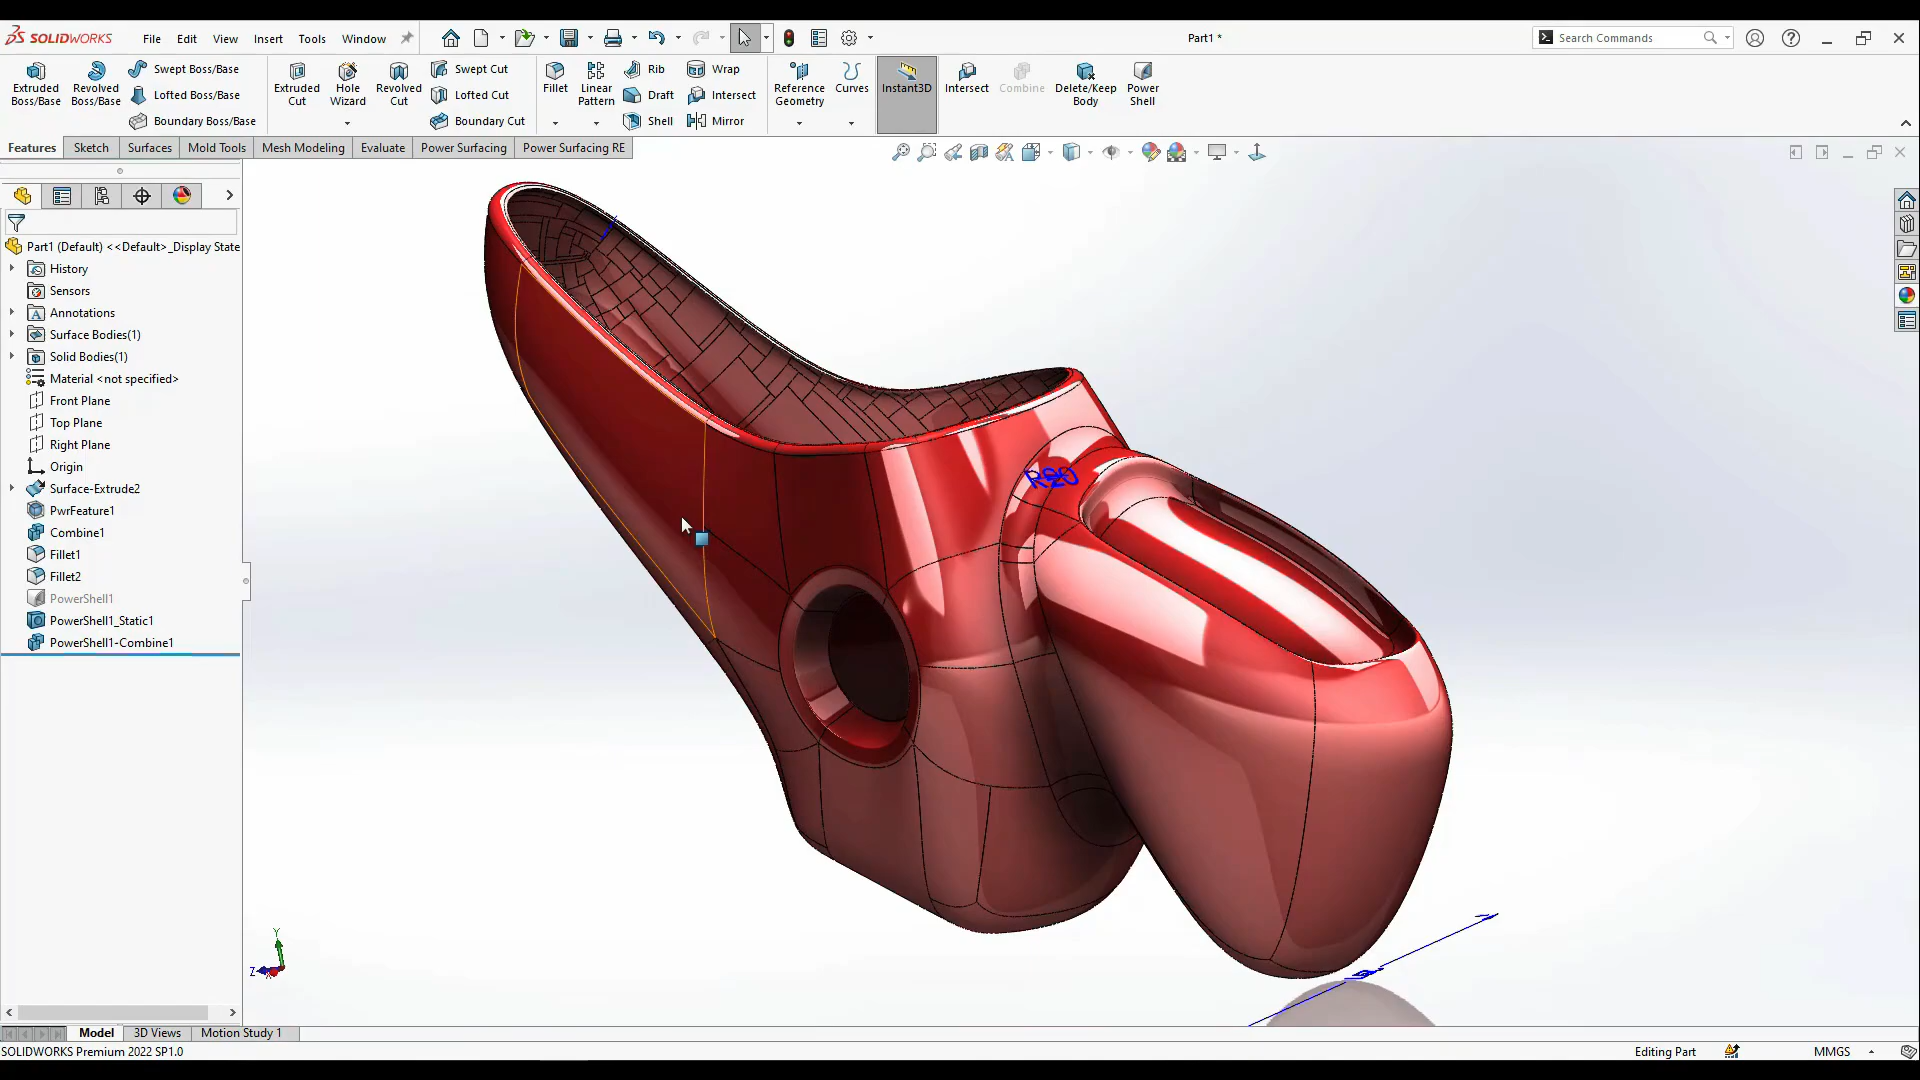 SOLIDWORKS File Edit View Insert Tools Window Part1 * Search Commands
Extruded Boss/Base
Revolved Boss/Base
Swept Boss/Base
Lofted Boss/Base
Boundary Boss/Base
Extruded Cut
Hole Wizard
Revolved Cut
Swept Cut
Lofted Cut
Boundary Cut
Fillet
Linear Pattern
Rib
Draft
Shell
Wrap
Intersect
Mirror
Reference Geometry
Curves
Instant3D
Intersect
Combine
Delete/Keep Body
Power Shell
Features Sketch Surfaces Mold Tools Mesh Modeling Evaluate Power Surfacing Power Surfacing RE
Part1 (Default) <<Default>_Display State
History
Sensors
Annotations
Surface Bodies(1)
Solid Bodies(1)
Material <not specified>
Front Plane
Top Plane
Right Plane
Origin
Surface-Extrude2
PwrFeature1
Combine1
Fillet1
Fillet2
PowerShell1
PowerShell1_Static1
PowerShell1-Combine1
Y
Z
Model 3D Views Motion Study 1
SOLIDWORKS Premium 2022 SP1.0 Editing Part MMGS